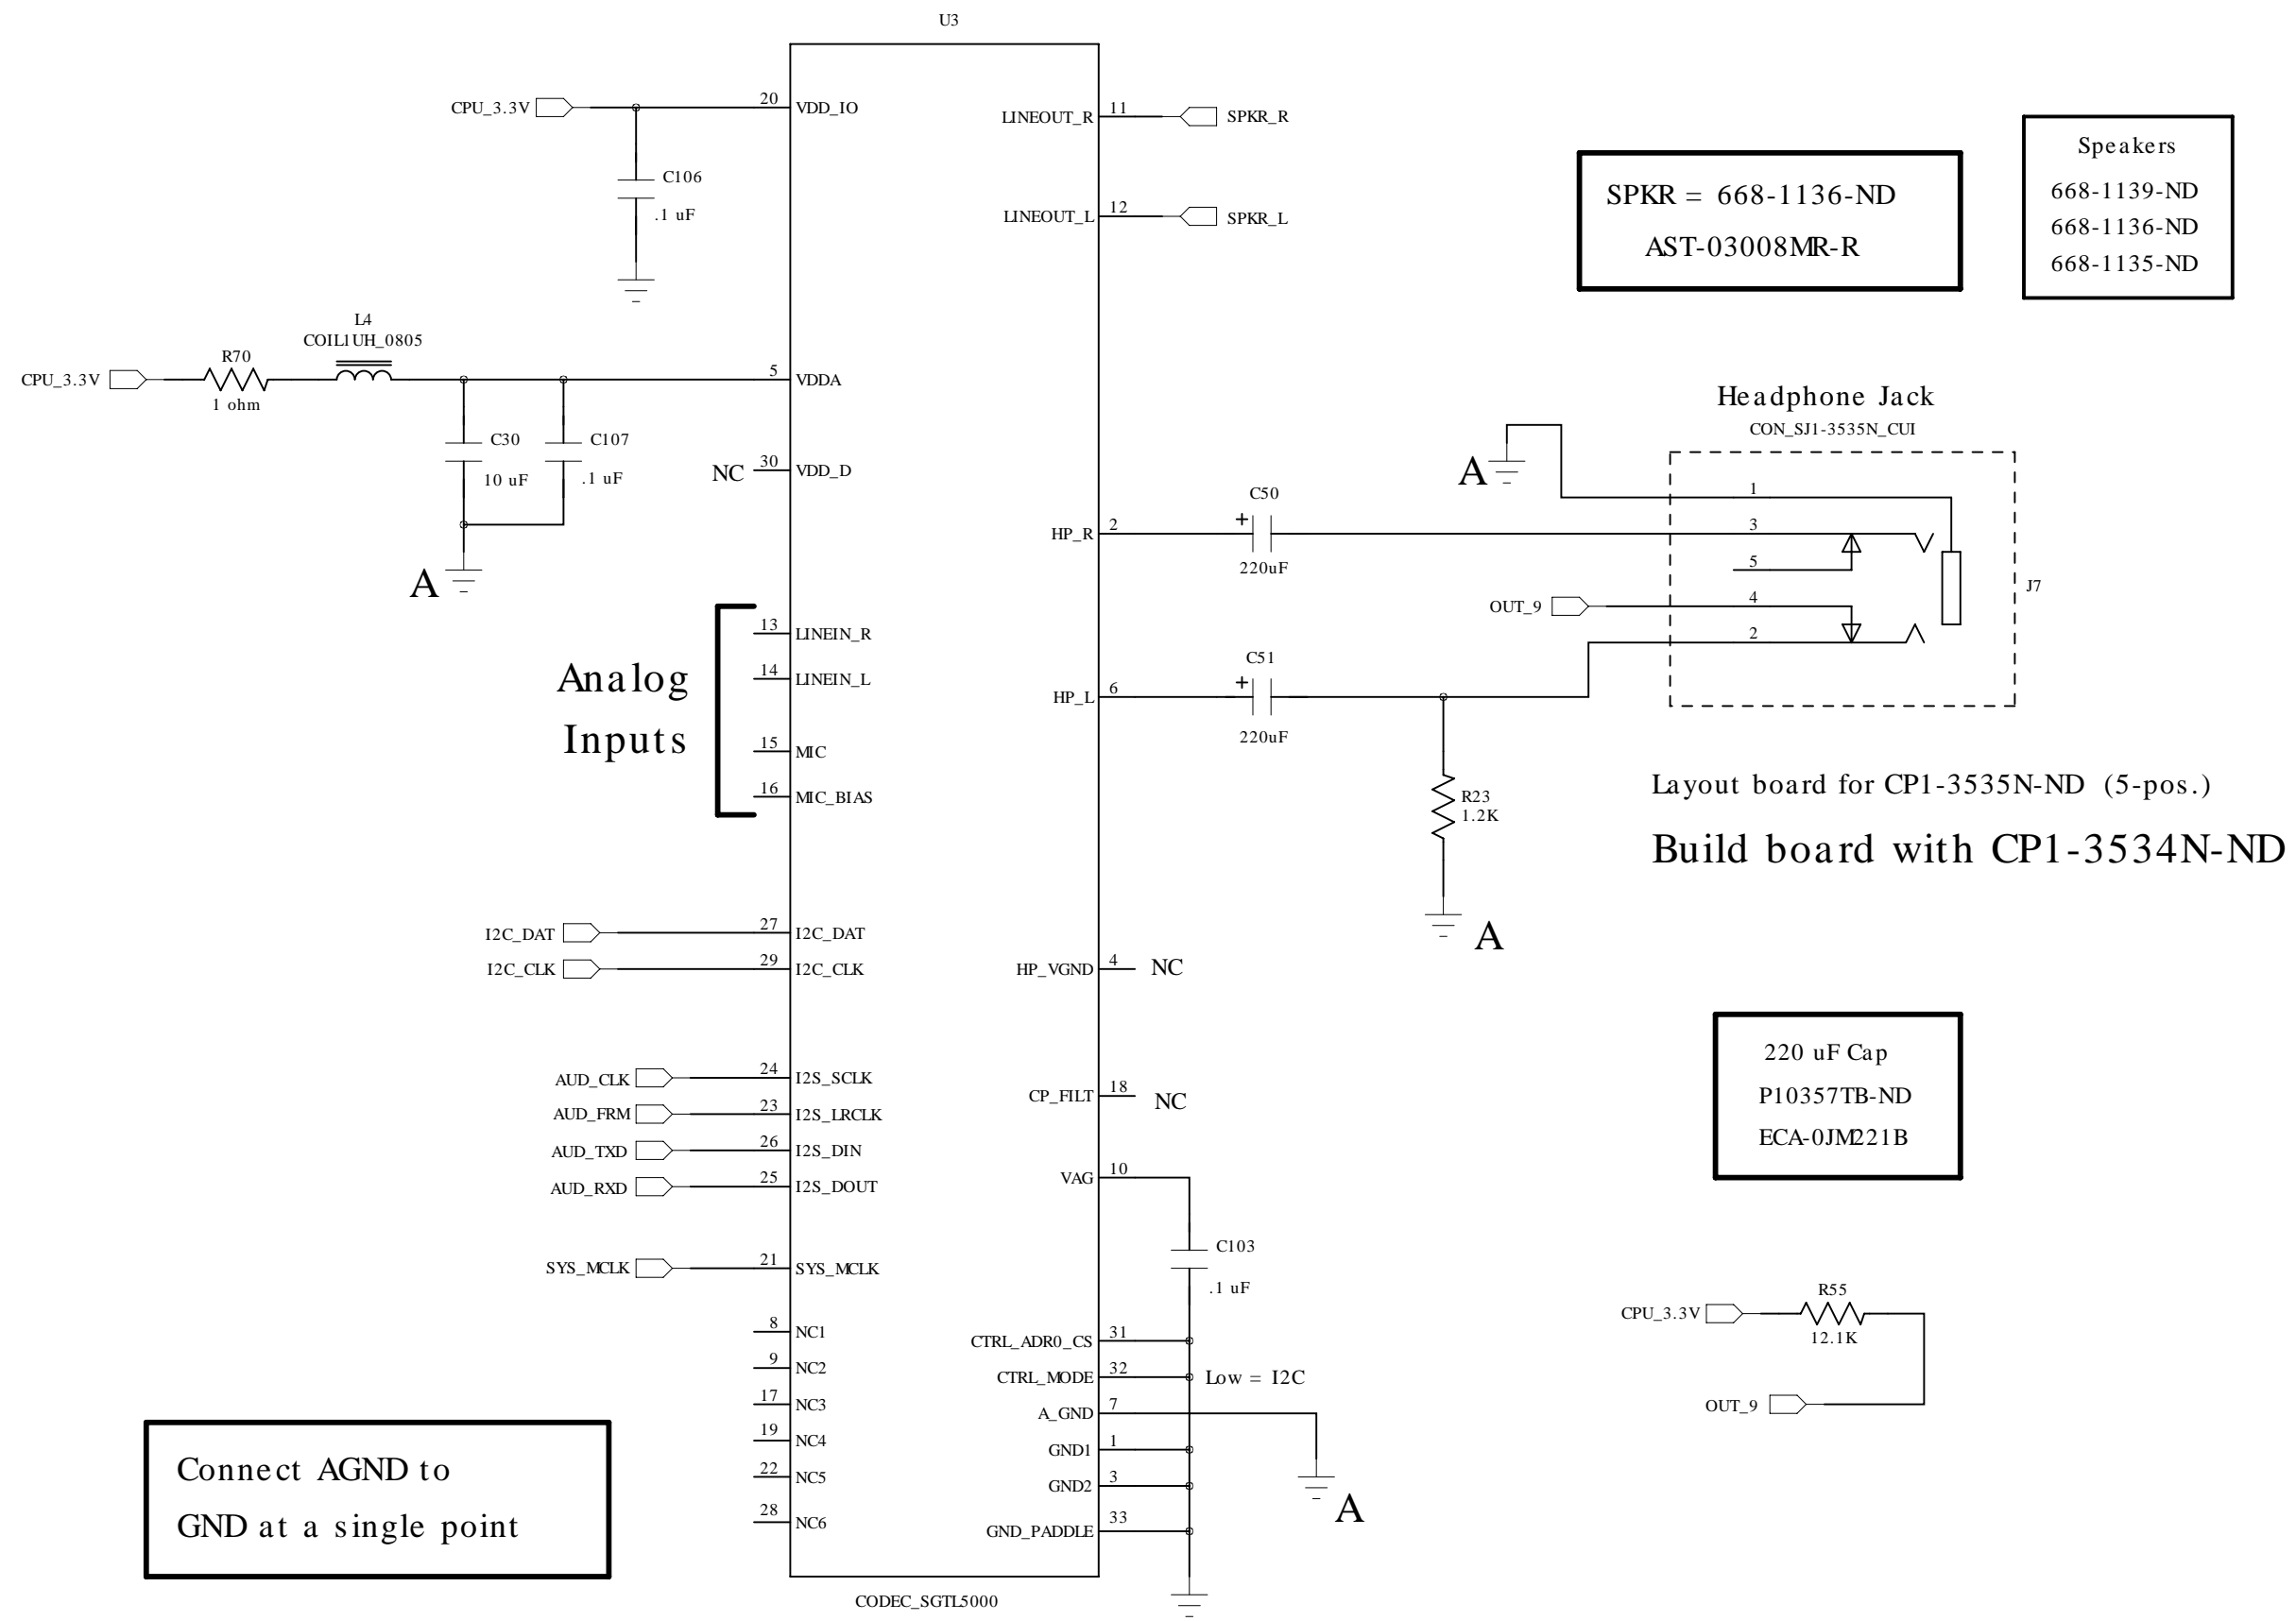 U3
CPU_3.3V
20
VDD_IO
C106
.1 uF
L4
COIL1UH_0805
R70
CPU_3.3V
1 ohm
5
VDDA
C30
10 uF
C107
.1 uF
NC
30
VDD_D
A
Analog
Inputs
13
LINEIN_R
14
LINEIN_L
15
MIC
16
MIC_BIAS
I2C_DAT
27
I2C_DAT
I2C_CLK
29
I2C_CLK
AUD_CLK
24
I2S_SCLK
AUD_FRM
23
I2S_LRCLK
AUD_TXD
26
I2S_DIN
AUD_RXD
25
I2S_DOUT
SYS_MCLK
21
SYS_MCLK
8
NC1
9
NC2
17
NC3
19
NC4
22
NC5
28
NC6
Connect AGND to
GND at a single point
LINEOUT_R
11
SPKR_R
LINEOUT_L
12
SPKR_L
HP_R
2
C50
+
220uF
HP_L
6
C51
+
220uF
R23
1.2K
A
HP_VGND
4
NC
CP_FILT
18
NC
VAG
10
C103
.1 uF
CTRL_ADR0_CS
31
CTRL_MODE
32
Low = I2C
A_GND
7
GND1
1
GND2
3
GND_PADDLE
33
A
CODEC_SGTL5000
SPKR = 668-1136-ND
AST-03008MR-R
Speakers
668-1139-ND
668-1136-ND
668-1135-ND
Headphone Jack
CON_SJ1-3535N_CUI
A
1
3
5
OUT_9
4
2
J7
Layout board for CP1-3535N-ND (5-pos.)
Build board with CP1-3534N-ND
220 uF Cap
P10357TB-ND
ECA-0JM221B
R55
CPU_3.3V
12.1K
OUT_9